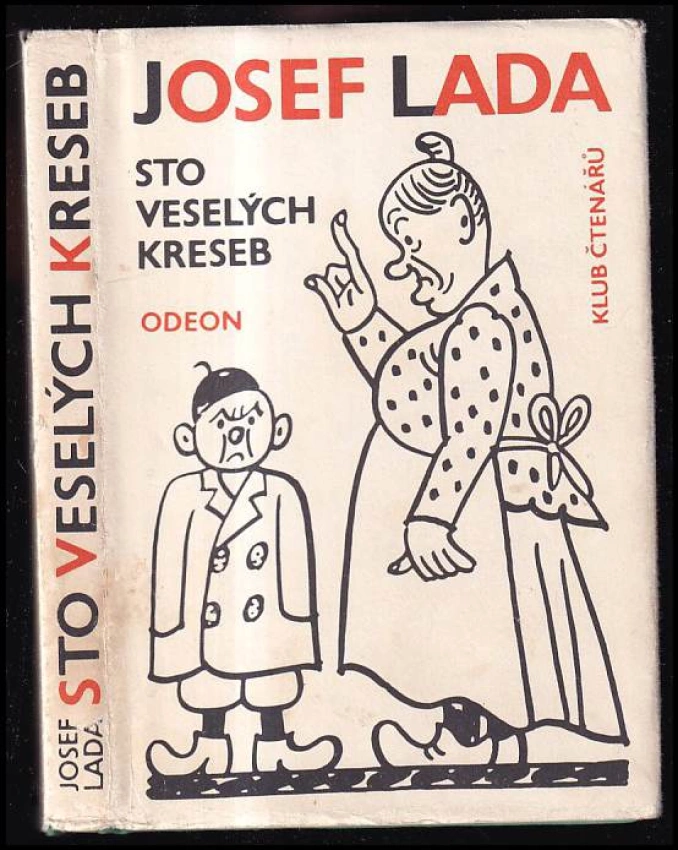 JOSEF LADA
STO
VESELÝCH
KRESEB
ODEON
KLUB ČTENÁŘŮ
JOSEF
LADA
STO VESELÝCH KRESEB